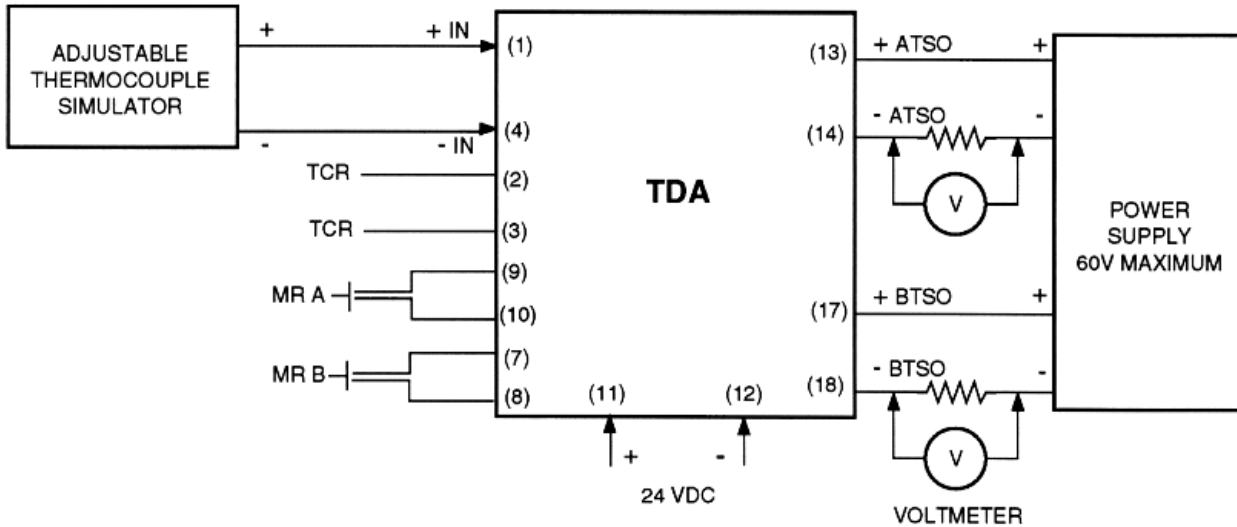 ADJUSTABLE
THERMOCOUPLE
SIMULATOR
+
+ IN
(1)
-
- IN
(4)
TCR
(2)
TCR
(3)
MR A
(9)
(10)
MR B
(7)
(8)
TDA
(11)
(12)
+
-
24 VDC
(13)
+ ATSO
+
(14)
- ATSO
-
V
(17)
+ BTSO
+
(18)
- BTSO
-
V
VOLTMETER
POWER
SUPPLY
60V MAXIMUM